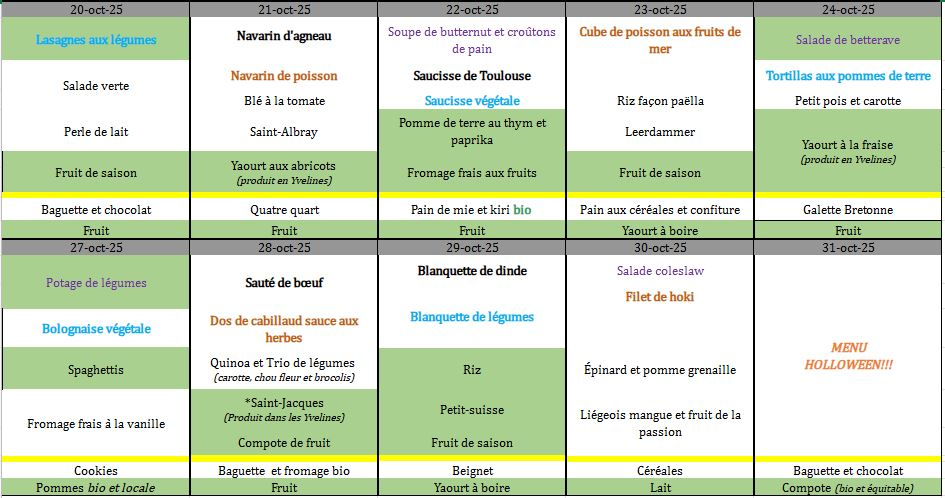 20-oct-25
21-oct-25
22-oct-25
23-oct-25
24-oct-25
Lasagnes aux légumes
Salade verte
Perle de lait
Fruit de saison
Baguette et chocolat
Fruit
Navarin d'agneau
Navarin de poisson
Blé à la tomate
Saint-Albray
Yaourt aux abricots
(produit en Yvelines)
Quatre quart
Fruit
Soupe de butternut et croûtons
de pain
Saucisse de Toulouse
Saucisse végétale
Pomme de terre au thym et
paprika
Fromage frais aux fruits
Pain de mie et kiri bio
Fruit
Cube de poisson aux fruits de
mer
Riz façon paëlla
Leerdammer
Fruit de saison
Pain aux céréales et confiture
Yaourt à boire
Salade de betterave
Tortillas aux pommes de terre
Petit pois et carotte
Yaourt à la fraise
(produit en Yvelines)
Galette Bretonne
Fruit
27-oct-25
28-oct-25
29-oct-25
30-oct-25
31-oct-25
Potage de légumes
Bolognaise végétale
Spaghettis
Fromage frais à la vanille
Cookies
Pommes bio et locale
Sauté de bœuf
Dos de cabillaud sauce aux
herbes
Quinoa et Trio de légumes
(carotte, chou fleur et brocolis)
*Saint-Jacques
(Produit dans les Yvelines)
Compote de fruit
Baguette et fromage bio
Fruit
Blanquette de dinde
Blanquette de légumes
Riz
Petit-suisse
Fruit de saison
Beignet
Yaourt à boire
Salade coleslaw
Filet de hoki
Épinard et pomme grenaille
Liégeois mangue et fruit de la
passion
Céréales
Lait
MENU
HOLLOWEEN!!!
Baguette et chocolat
Compote (bio et équitable)